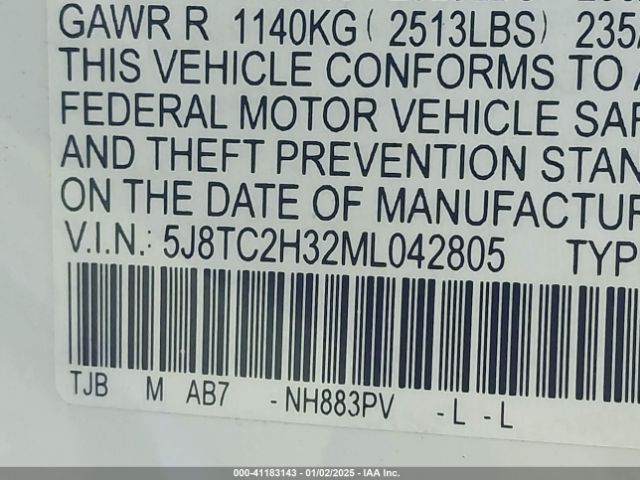 GAWR R 1140KG ( 2513LBS) 235
THIS VEHICLE CONFORMS TO A
FEDERAL MOTOR VEHICLE SAF
AND THEFT PREVENTION STAN
ON THE DATE OF MANUFACTUR
V.I.N.: 5J8TC2H32ML042805 TYP
TJB M AB7 -NH883PV -L -L
000-41183143 - 01/02/2025 - IAA Inc.